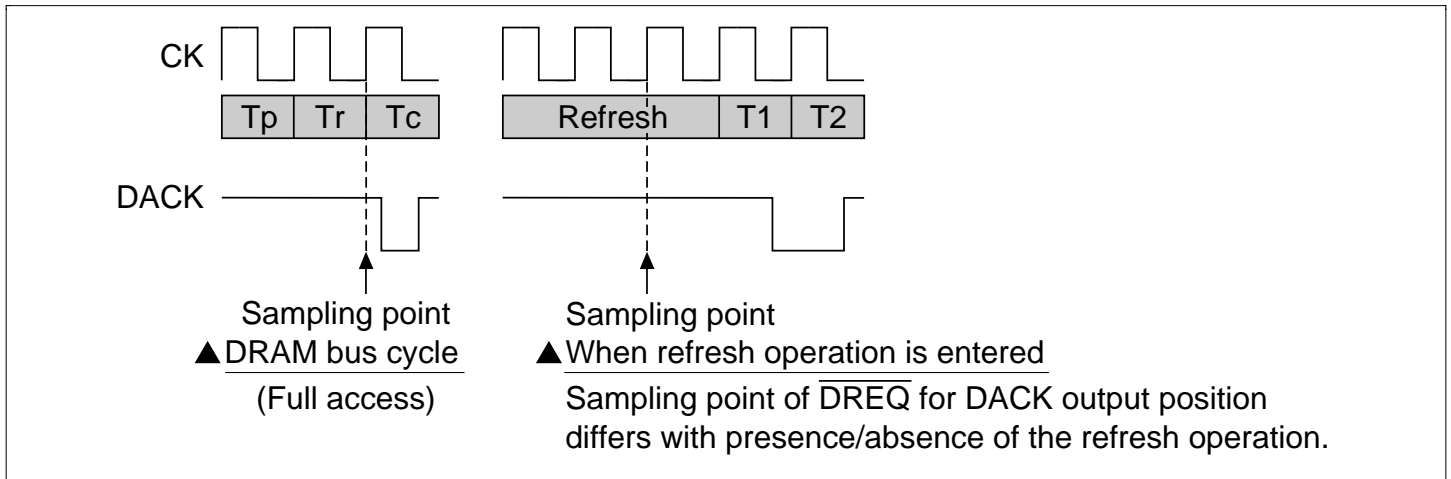 CK
Tp Tr Tc Refresh T1 T2
DACK
Sampling point
▲DRAM bus cycle
(Full access)
Sampling point
▲When refresh operation is entered
Sampling point of D̅R̅E̅Q̅ for DACK output position
differs with presence/absence of the refresh operation.